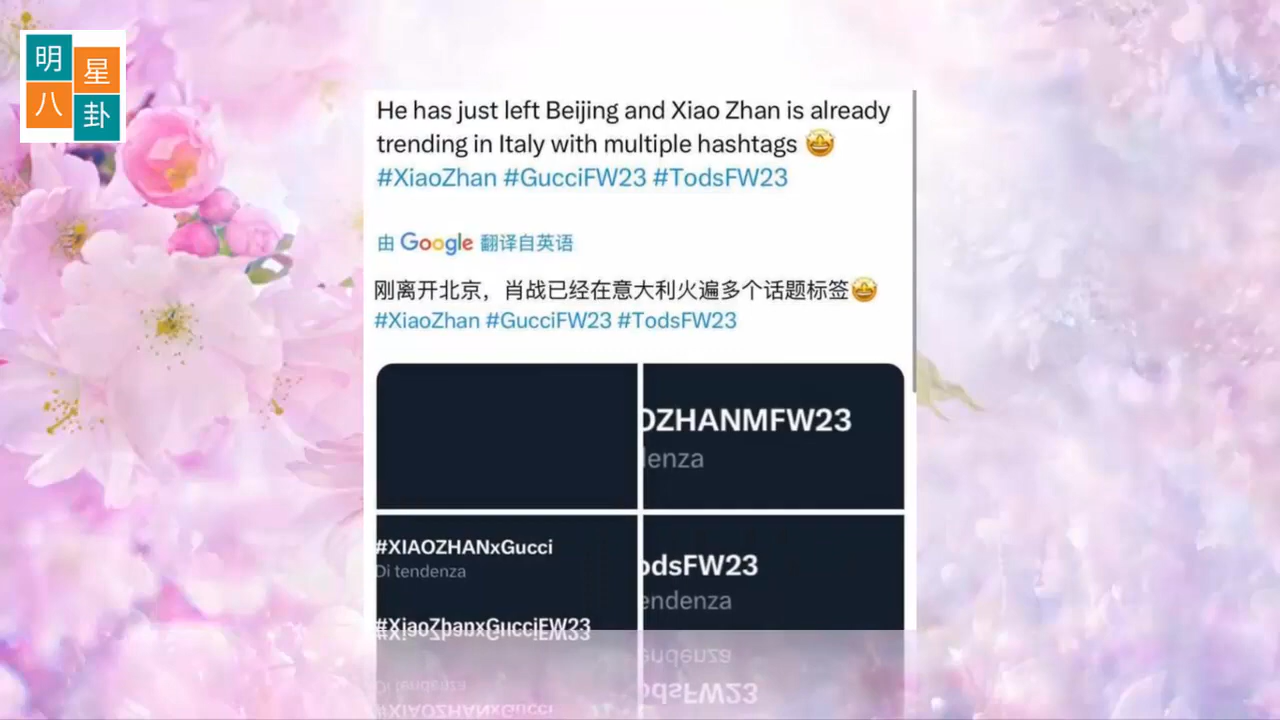 明星
八卦
He has just left Beijing and Xiao Zhan is already
trending in Italy with multiple hashtags 🤩
#XiaoZhan #GucciFW23 #TodsFW23
由 Google 翻译自英语
刚离开北京，肖战已经在意大利火遍多个话题标签🤩
#XiaoZhan #GucciFW23 #TodsFW23
OZHANMFW23
denza
#XIAOZHANxGucci
Di tendenza
#XiaoZhanxGucciFW23
odsFW23
endenza